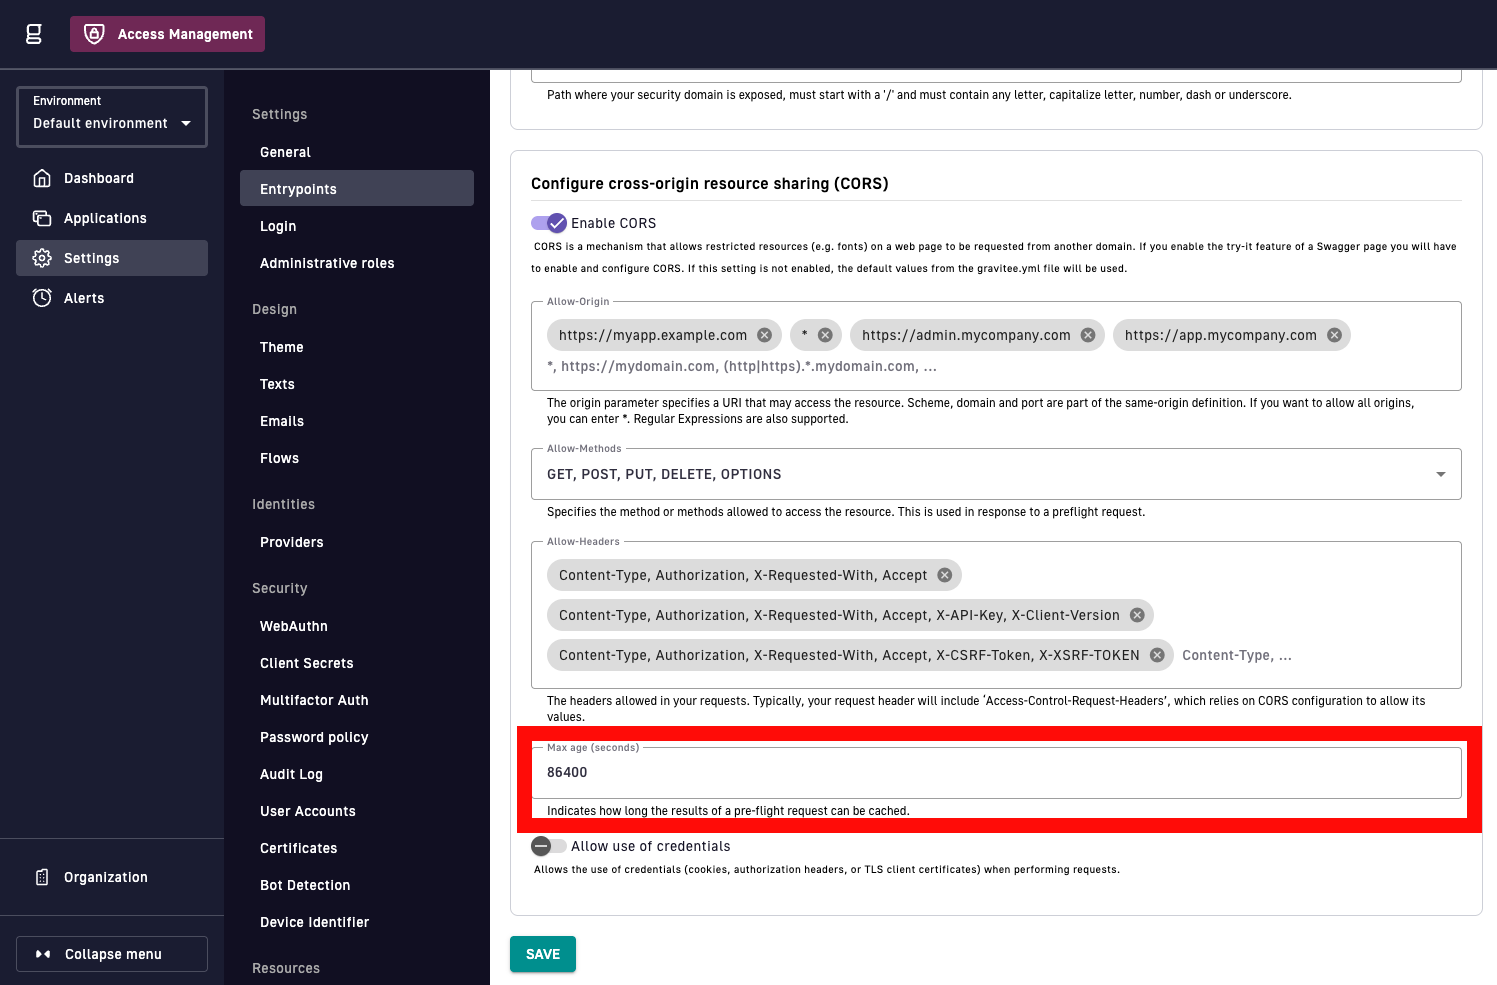 Access Management
Environment
Default environment
Dashboard
Applications
Settings
Alerts
Organization
Collapse menu
Settings
General
Entrypoints
Login
Administrative roles
Design
Theme
Texts
Emails
Flows
Identities
Providers
Security
WebAuthn
Client Secrets
Multifactor Auth
Password policy
Audit Log
User Accounts
Certificates
Bot Detection
Device Identifier
Resources
Path where your security domain is exposed, must start with a '/' and must contain any letter, capitalize letter, number, dash or underscore.
Configure cross-origin resource sharing (CORS)
Enable CORS
CORS is a mechanism that allows restricted resources (e.g. fonts) on a web page to be requested from another domain. If you enable the try-it feature of a Swagger page you will have
to enable and configure CORS. If this setting is not enabled, the default values from the gravitee.yml file will be used.
Allow-Origin
https://myapp.example.com * https://admin.mycompany.com https://app.mycompany.com
*, https://mydomain.com, (http|https).*.mydomain.com, ...
The origin parameter specifies a URI that may access the resource. Scheme, domain and port are part of the same-origin definition. If you want to allow all origins,
you can enter *. Regular Expressions are also supported.
Allow-Methods
GET, POST, PUT, DELETE, OPTIONS
Specifies the method or methods allowed to access the resource. This is used in response to a preflight request.
Allow-Headers
Content-Type, Authorization, X-Requested-With, Accept
Content-Type, Authorization, X-Requested-With, Accept, X-API-Key, X-Client-Version
Content-Type, Authorization, X-Requested-With, Accept, X-CSRF-Token, X-XSRF-TOKEN Content-Type, ...
The headers allowed in your requests. Typically, your request header will include ‘Access-Control-Request-Headers’, which relies on CORS configuration to allow its
values.
Max age (seconds)
86400
Indicates how long the results of a pre-flight request can be cached.
Allow use of credentials
Allows the use of credentials (cookies, authorization headers, or TLS client certificates) when performing requests.
SAVE